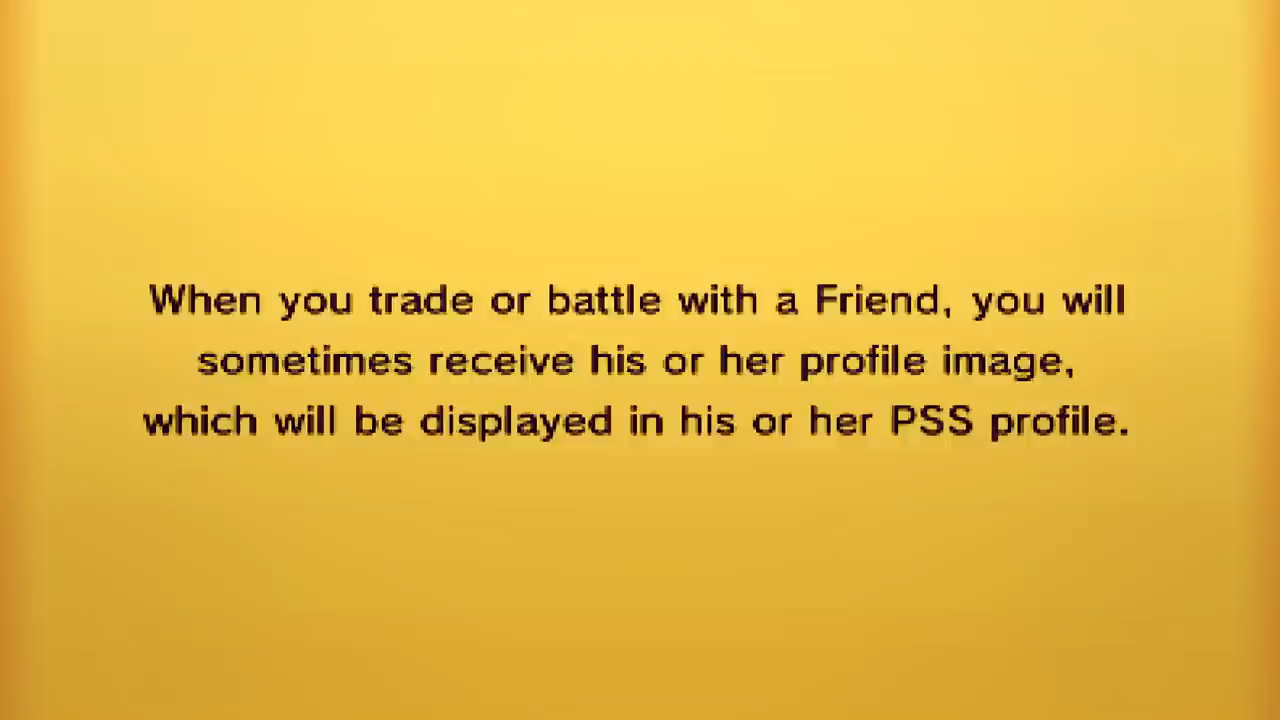 When you trade or battle with a Friend, you will
sometimes receive his or her profile image,
which will be displayed in his or her PSS profile.